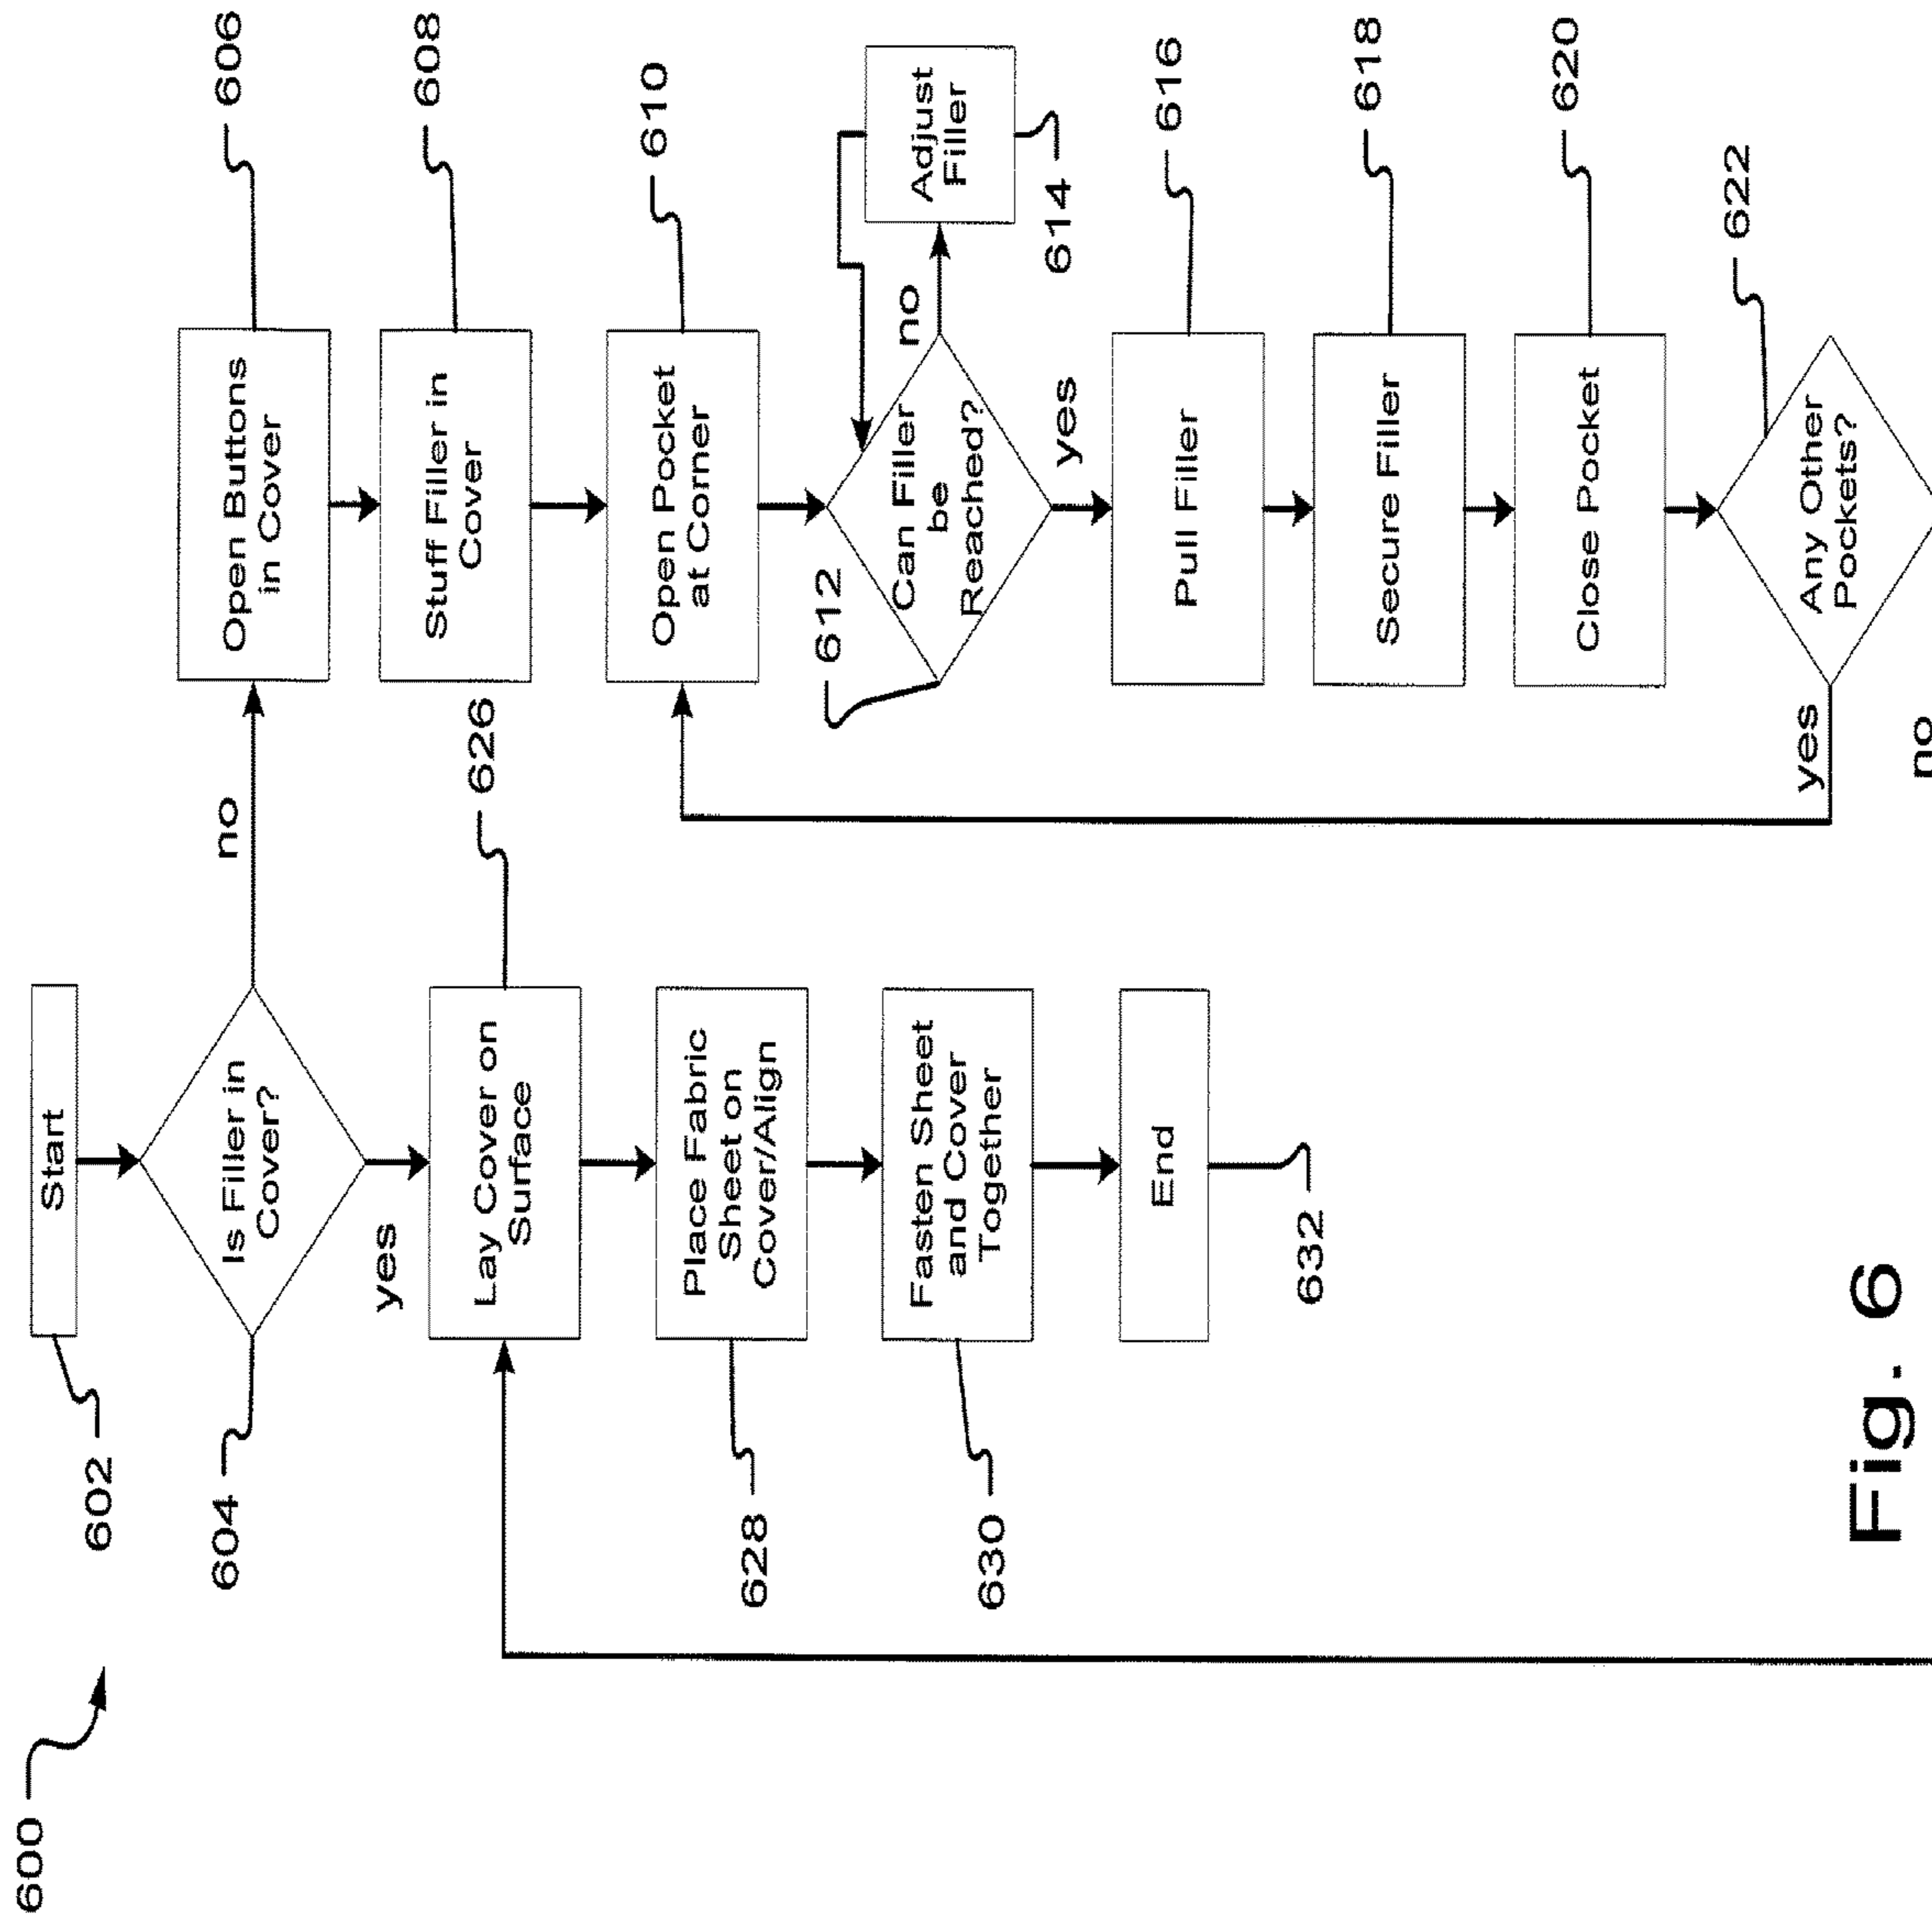 600
602
Start
604
Is Filler in
Cover?
no
yes
606
Open Buttons
in Cover
608
Stuff Filler in
Cover
610
Open Pocket
at Corner
612
Can Filler
be
Reached?
no
Adjust
Filler
614
yes
616
Pull Filler
618
Secure Filler
620
Close Pocket
622
Any Other
Pockets?
yes
no
626
Lay Cover on
Surface
628
Place Fabric
Sheet on
Cover/Align
630
Fasten Sheet
and Cover
Together
End
632
Fig. 6